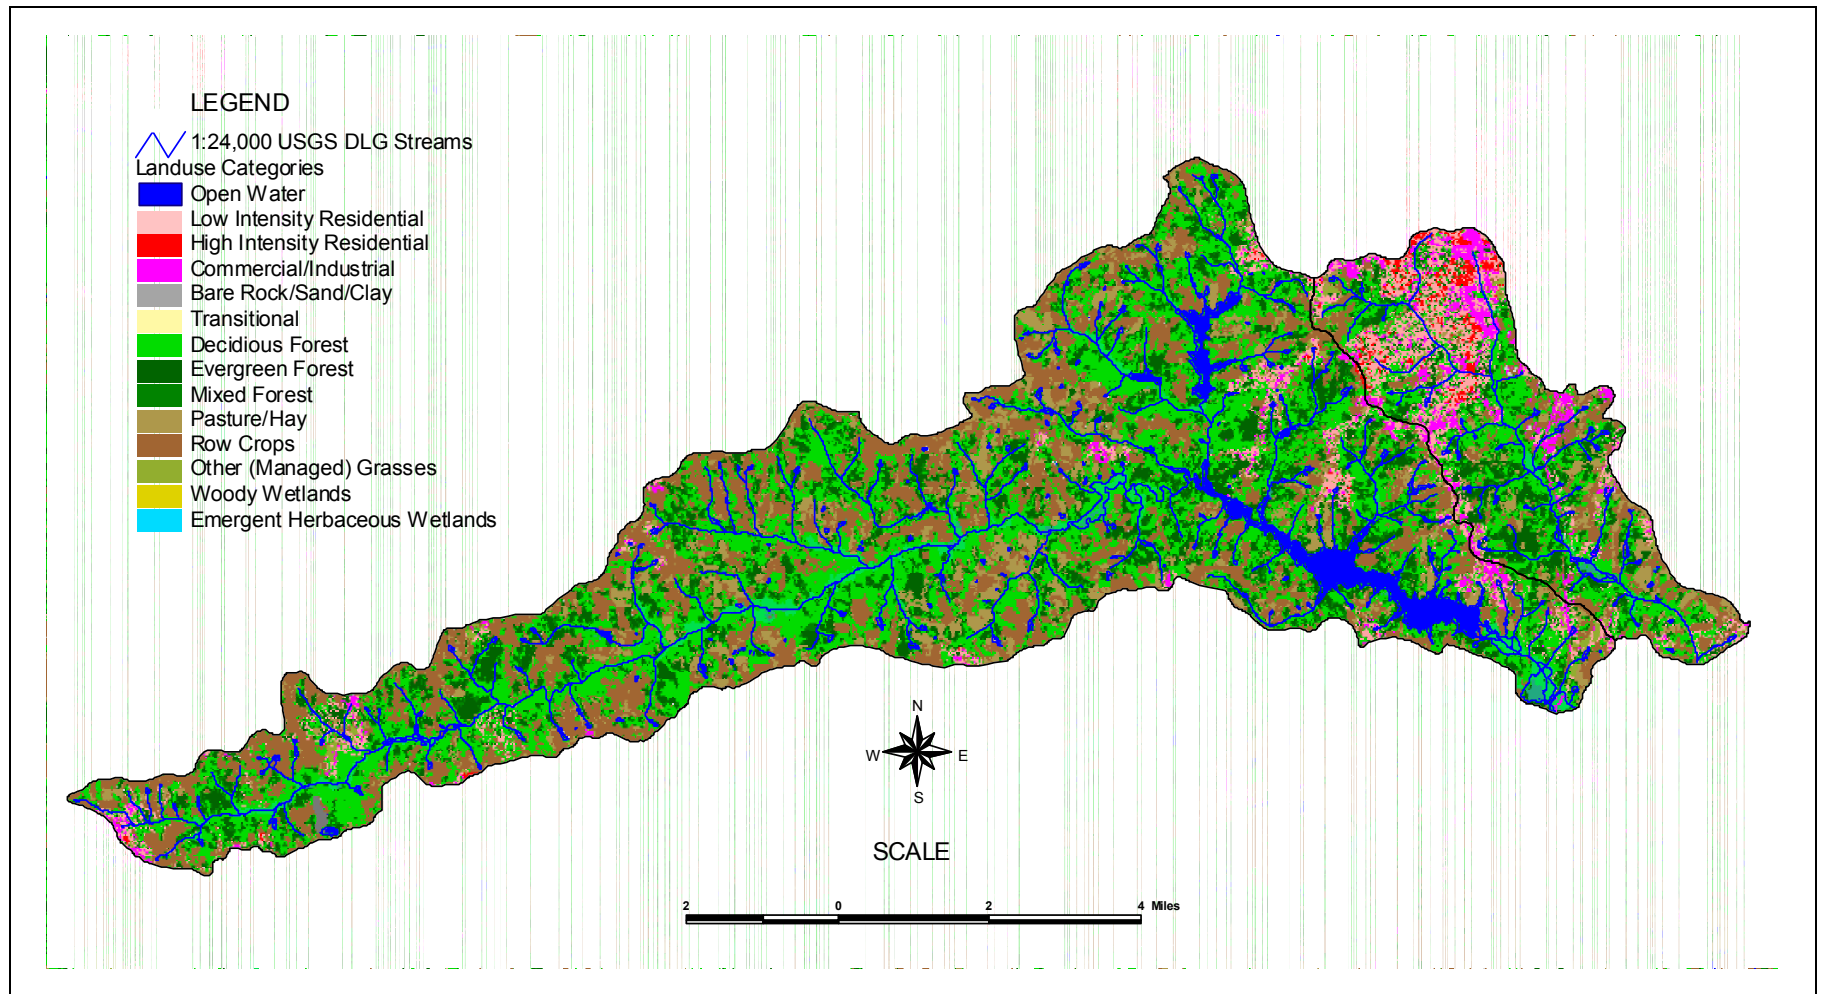 LEGEND
1:24,000 USGS DLG Streams
Landuse Categories
Open Water
Low Intensity Residential
High Intensity Residential
Commercial/Industrial
Bare Rock/Sand/Clay
Transitional
Decidious Forest
Evergreen Forest
Mixed Forest
Pasture/Hay
Row Crops
Other (Managed) Grasses
Woody Wetlands
Emergent Herbaceous Wetlands
N
W E
S
SCALE
2 0 2 4 Miles